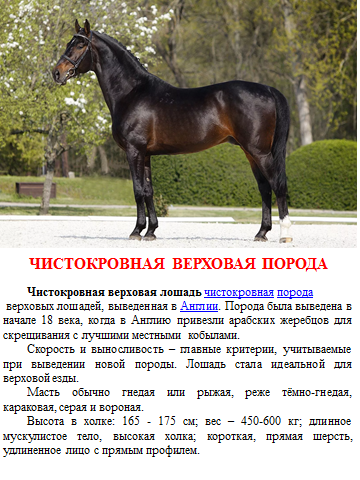 ЧИСТОКРОВНАЯ ВЕРХОВАЯ ПОРОДА
Чистокровная верховая лошадь чистокровная порода
верховых лошадей, выведенная в Англии. Порода была выведена в
начале 18 века, когда в Англию привезли арабских жеребцов для
скрещивания с лучшими местными кобылами.
Скорость и выносливость – главные критерии, учитываемые
при выведении новой породы. Лошадь стала идеальной для
верховой езды.
Масть обычно гнедая или рыжая, реже тёмно-гнедая,
караковая, серая и вороная.
Высота в холке: 165 - 175 см; вес – 450-600 кг; длинное
мускулистое тело, высокая холка; короткая, прямая шерсть,
удлиненное лицо с прямым профилем.